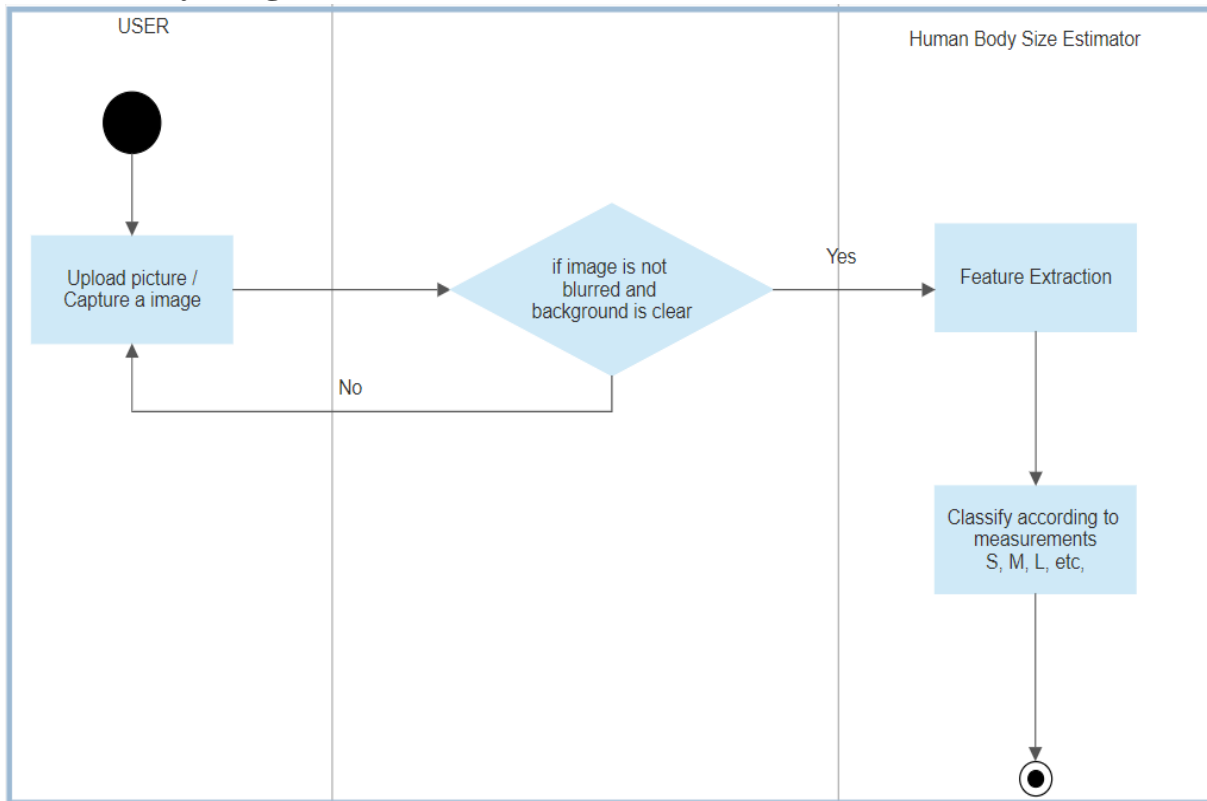 USER
Human Body Size Estimator
Upload picture /
Capture a image
if image is not
blurred and
background is clear
Yes
Feature Extraction
No
Classify according to
measurements
S, M, L, etc,